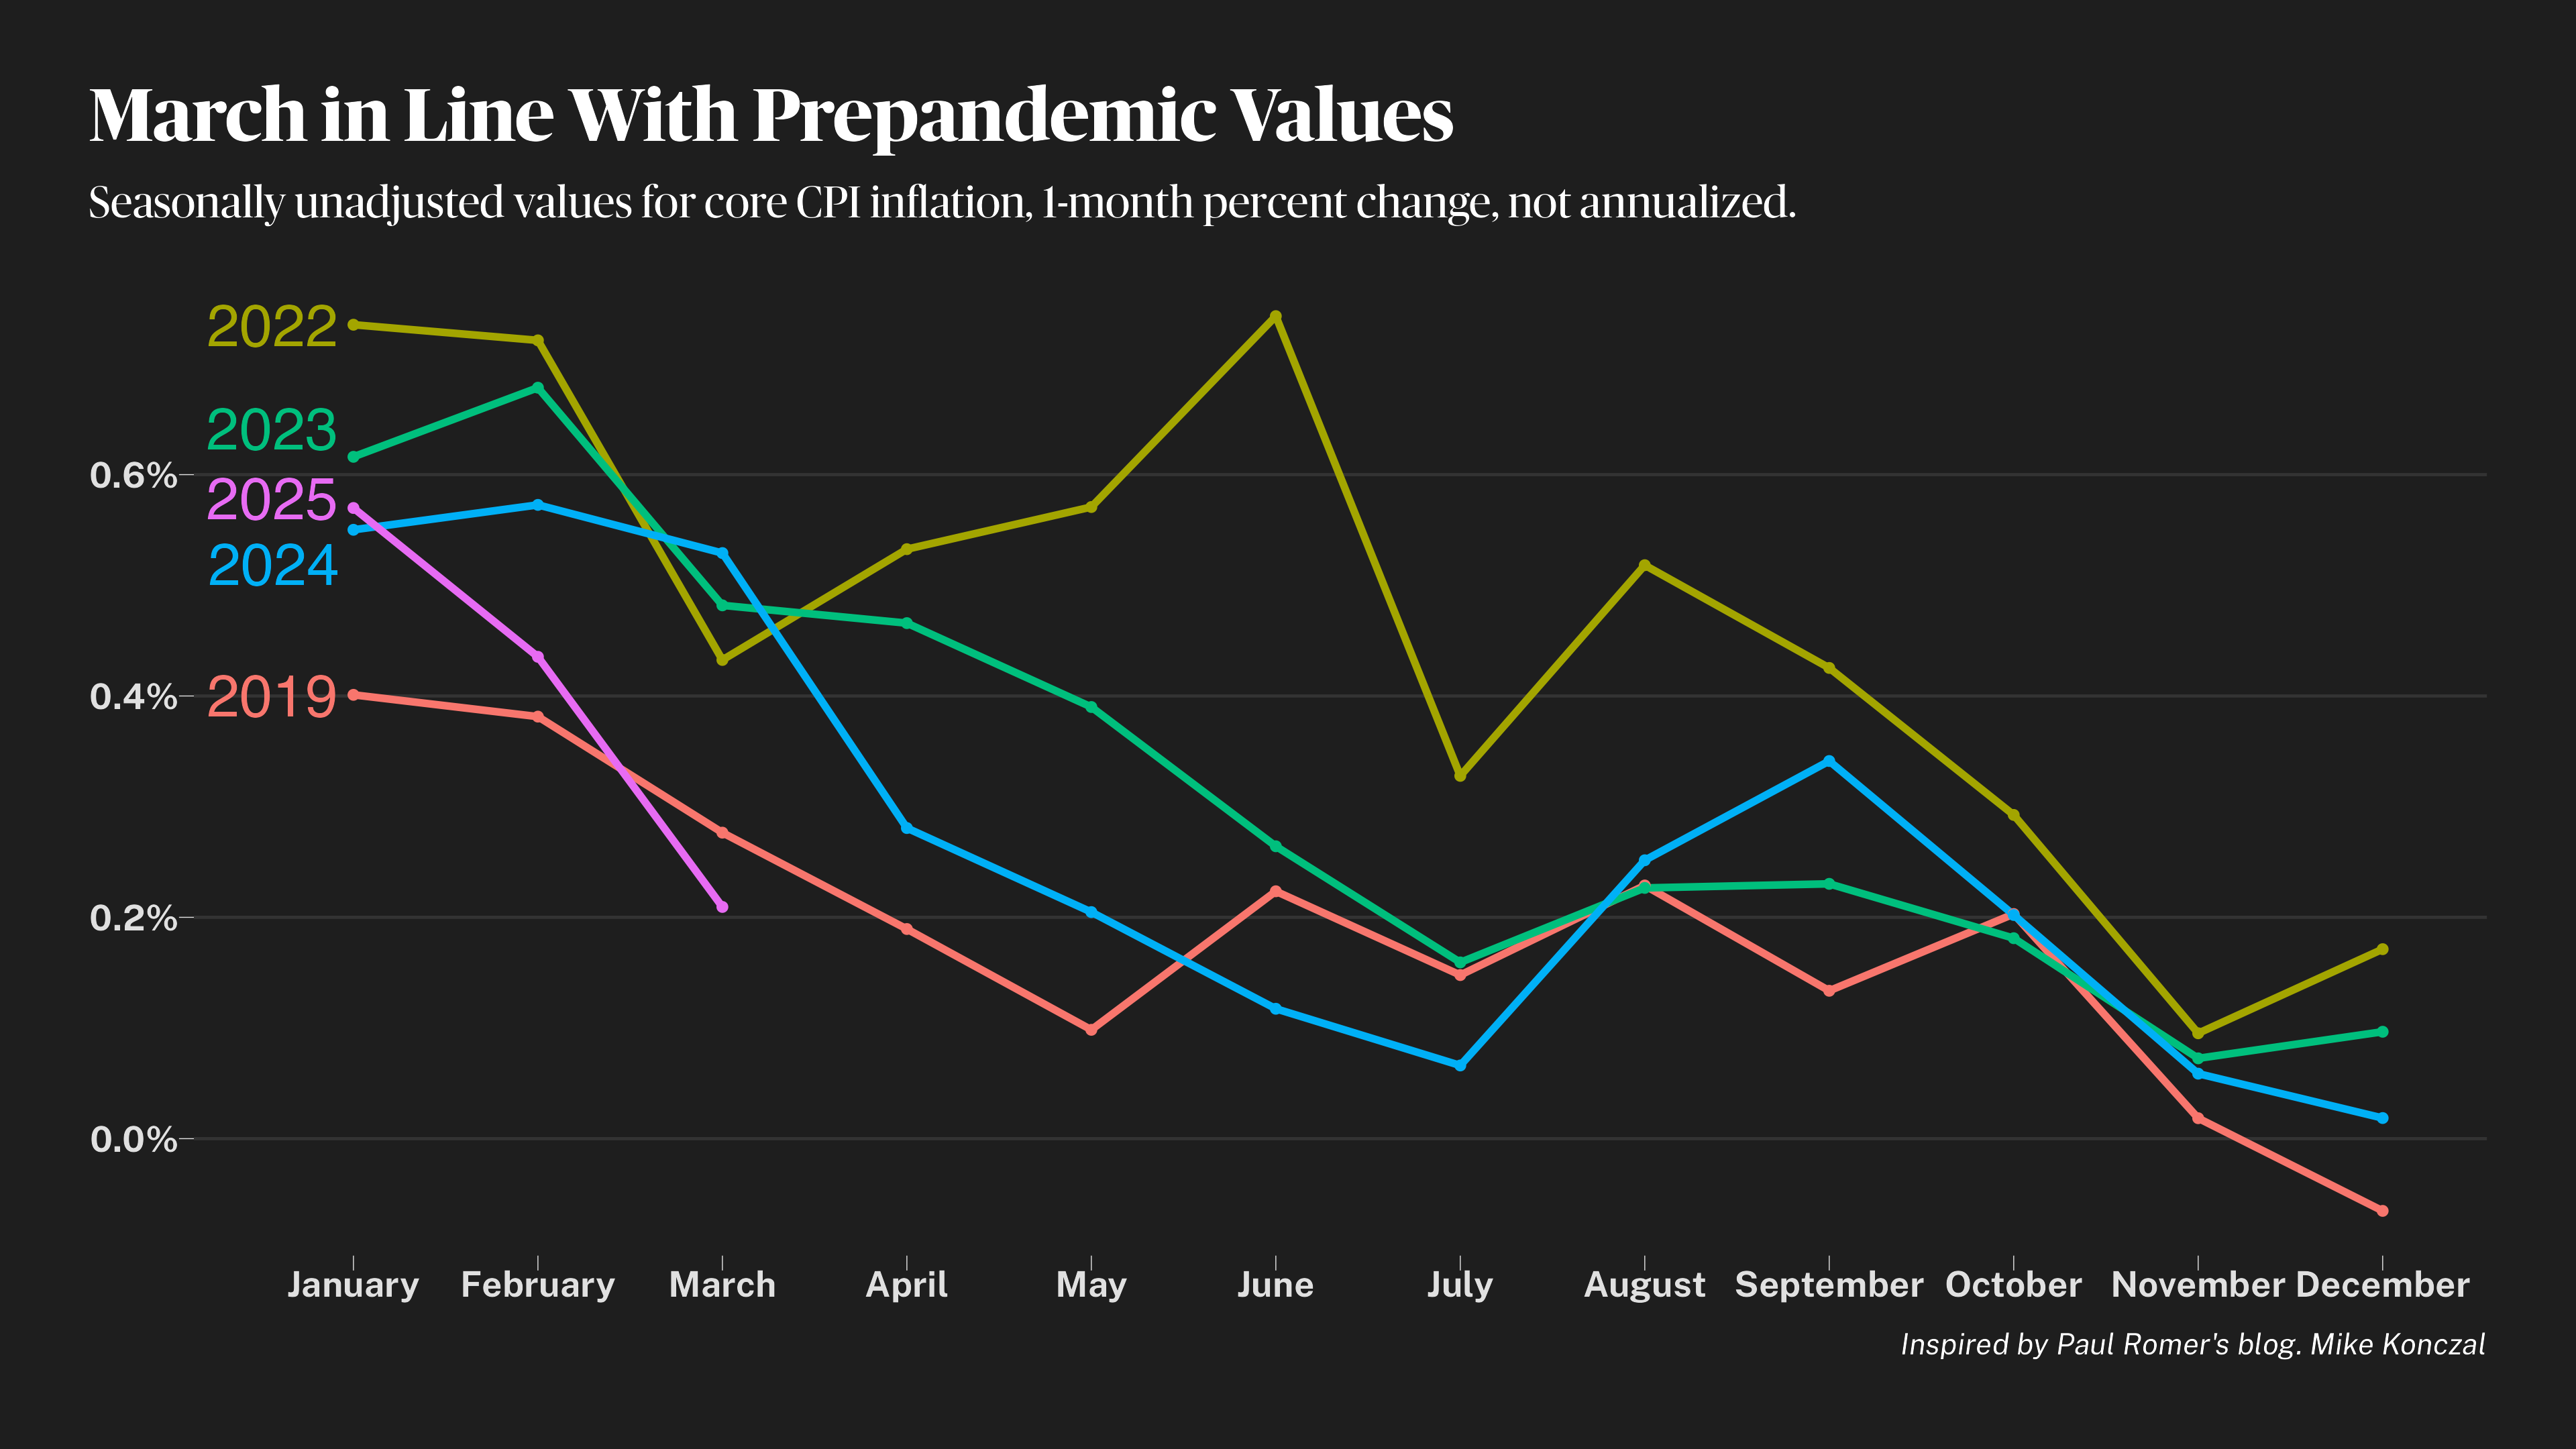 March in Line With Prepandemic Values
Seasonally unadjusted values for core CPI inflation, 1-month percent change, not annualized.
2022
2023
0.6%
2025
2024
0.4%
2019
0.2%
0.0%
January February March April May June July August September October November December
Inspired by Paul Romer's blog. Mike Konczal